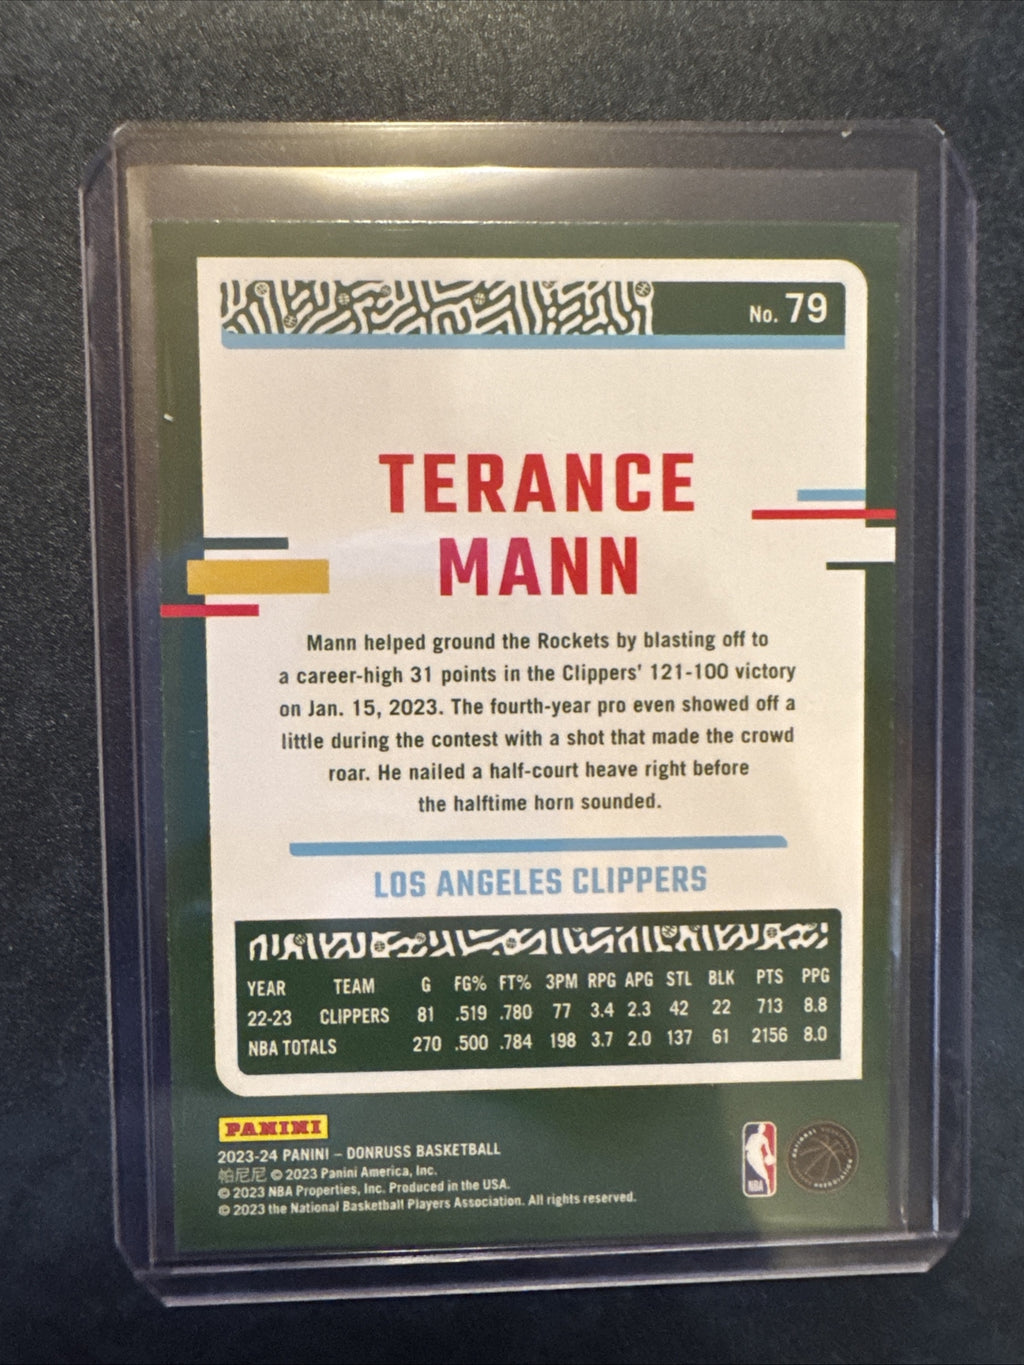 No. 79
TERANCE
MANN
Mann helped ground the Rockets by blasting off to
a career-high 31 points in the Clippers' 121-100 victory
on Jan. 15, 2023. The fourth-year pro even showed off a
little during the contest with a shot that made the crowd
roar. He nailed a half-court heave right before
the halftime horn sounded.
LOS ANGELES CLIPPERS
YEAR TEAM G FG% FT% 3PM RPG APG STL BLK PTS PPG
22-23 CLIPPERS 81 .519 .780 77 3.4 2.3 42 22 713 8.8
NBA TOTALS 270 .500 .784 198 3.7 2.0 137 61 2156 8.0
PANINI
2023-24 PANINI – DONRUSS BASKETBALL
帕尼尼 © 2023 Panini America, Inc.
© 2023 NBA Properties, Inc. Produced in the USA.
© 2023 the National Basketball Players Association. All rights reserved.
NBA